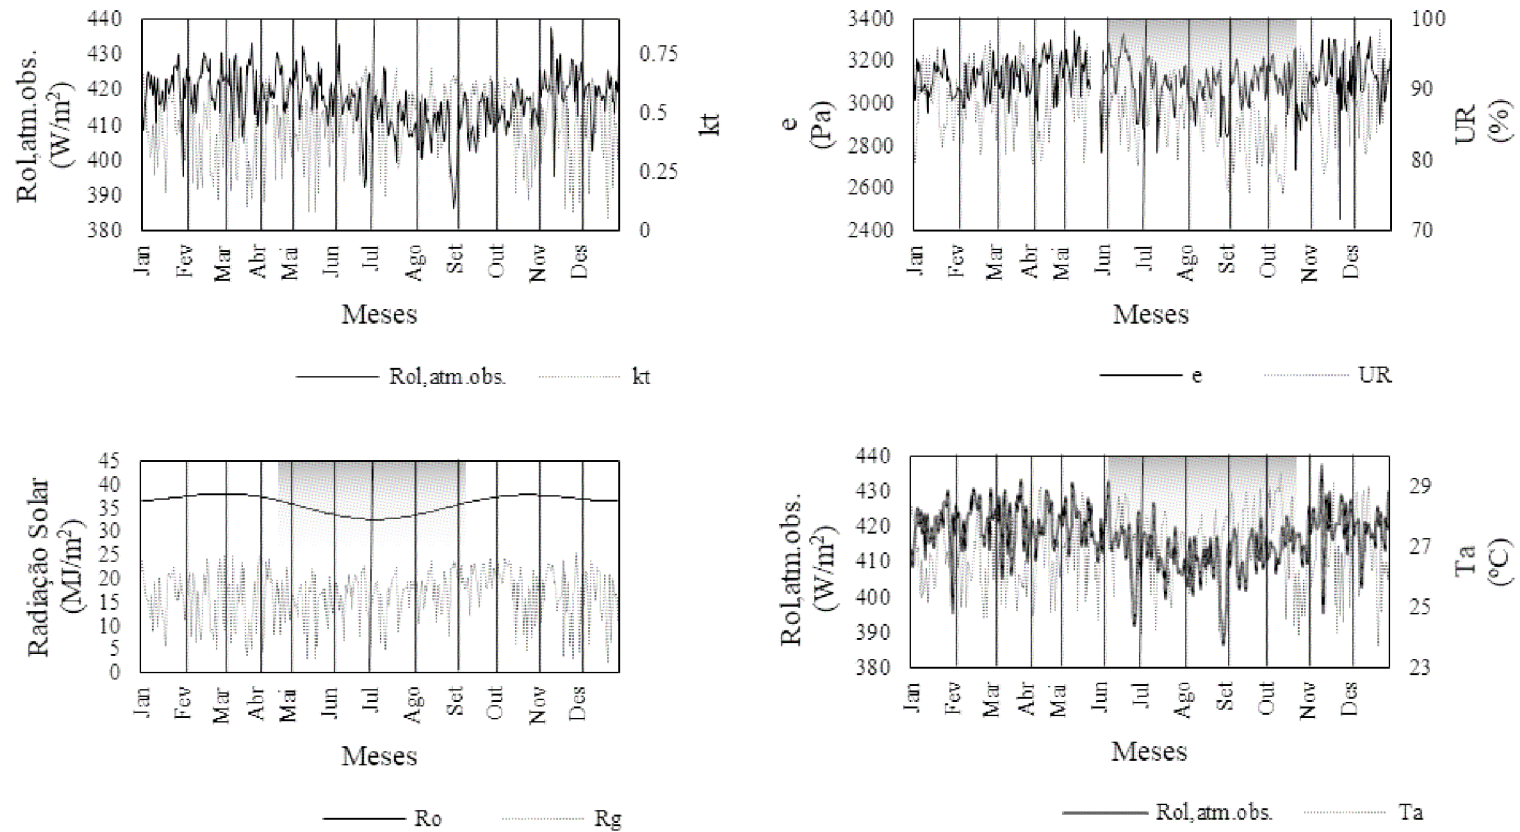 440
430
420
410
400
390
380
Rol,atm.obs.
(W/m²)
0.75
0.5
0.25
0
kt
Jan Fev Mar Abr Mai Jun Jul Ago Set Out Nov Des
Meses
Rol,atm.obs. kt
3400
3200
3000
2800
2600
2400
e
(Pa)
100
90
80
70
UR
(%)
Jan Fev Mar Abr Mai Jun Jul Ago Set Out Nov Des
Meses
e UR
45
40
35
30
25
20
15
10
5
0
Radiação Solar
(MJ/m²)
Jan Fev Mar Abr Mai Jun Jul Ago Set Out Nov Des
Meses
Ro Rg
440
430
420
410
400
390
380
Rol,atm.obs.
(W/m²)
29
27
25
23
Ta
(ºC)
Jan Fev Mar Abr Mai Jun Jul Ago Set Out Nov Des
Meses
Rol,atm.obs. Ta